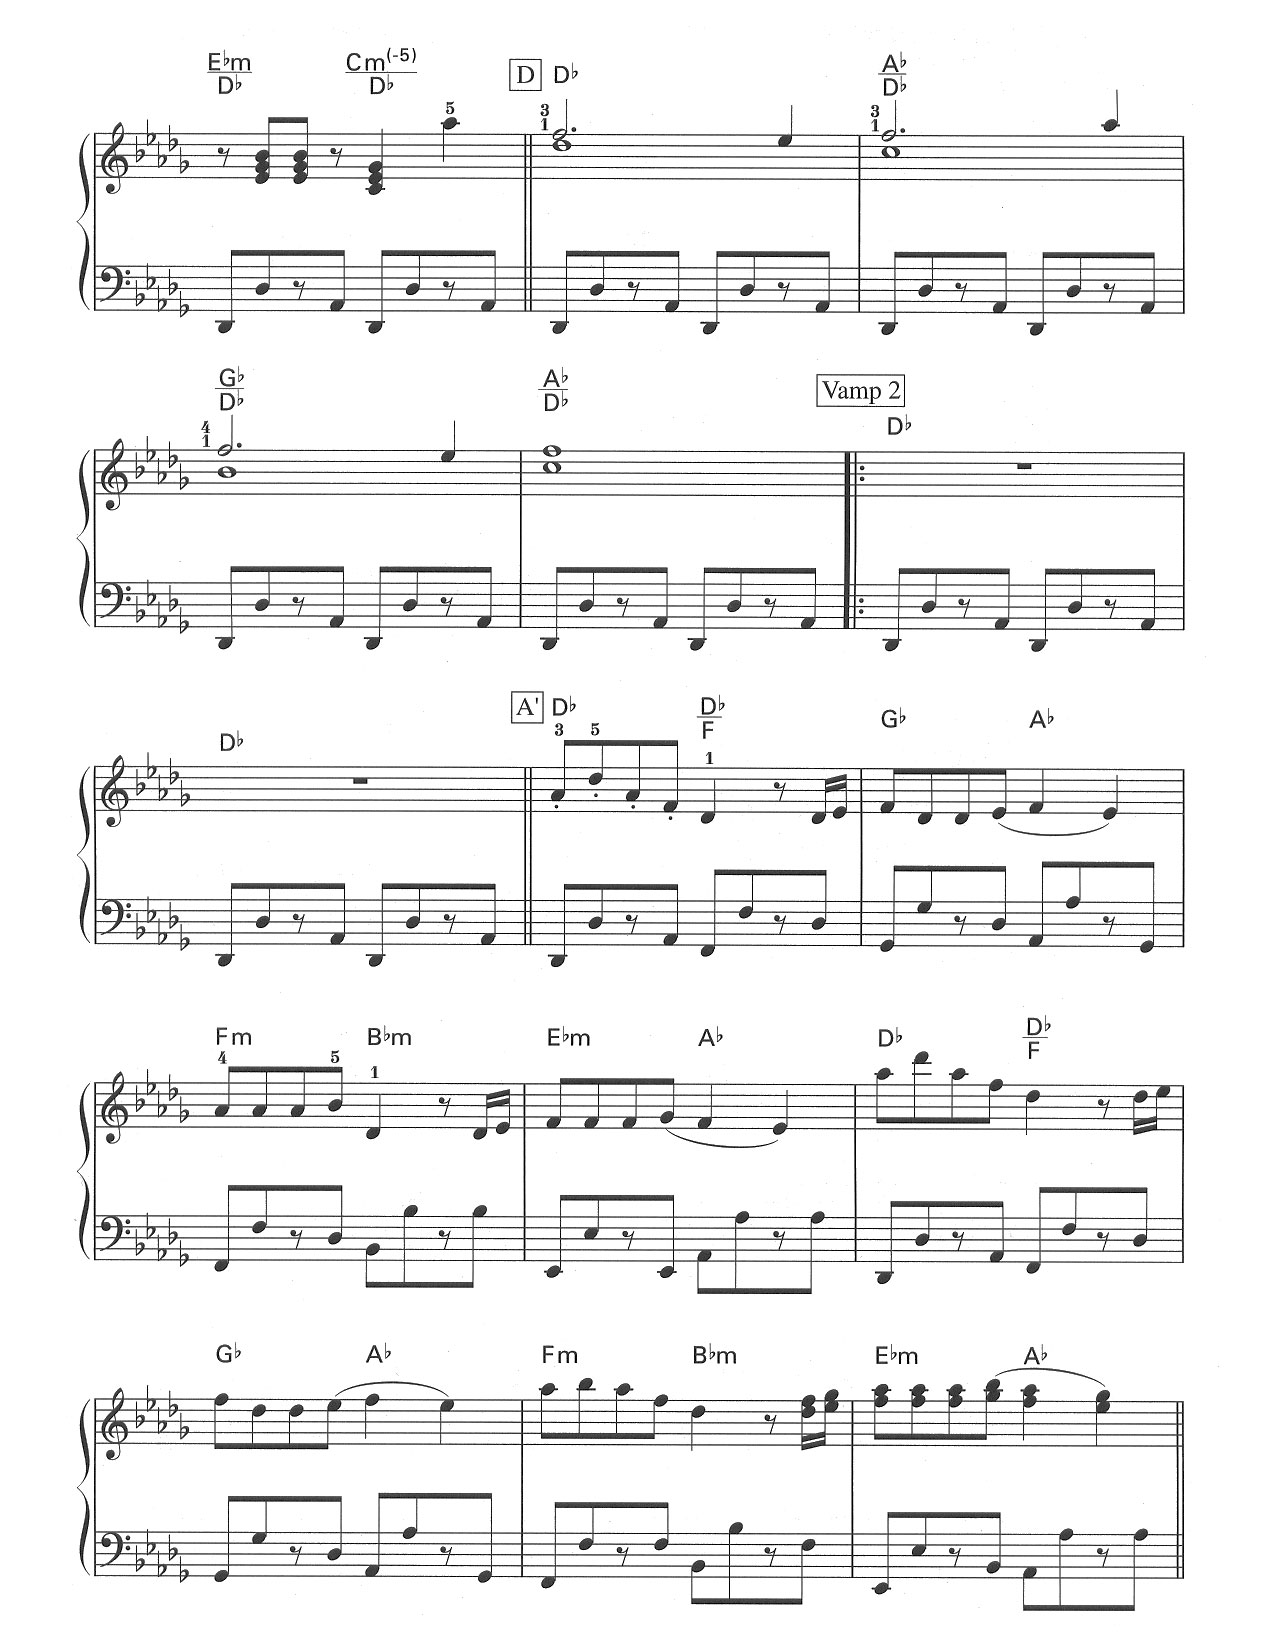 E♭m/D♭ Cm(-5)/D♭ D D♭ A♭/D♭
5 3 1 3 1
G♭/D♭ A♭/D♭ Vamp 2 D♭
4 1
D♭ A' D♭ D♭/F G♭ A♭
3 5 1
Fm B♭m E♭m A♭ D♭ D♭/F
4 5 1
G♭ A♭ Fm B♭m E♭m A♭